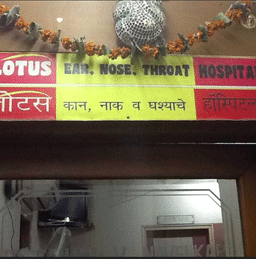 LOTUS EAR, NOSE, THROAT HOSPITAL
लोटस कान, नाक व घश्याचे हॉस्पिटल